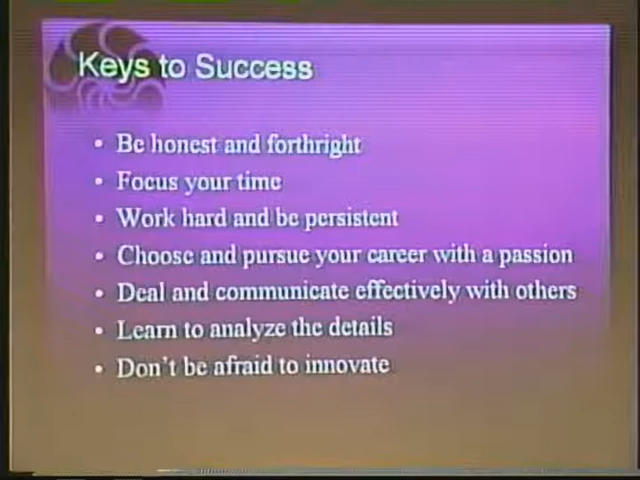 Keys to Success
• Be honest and forthright
• Focus your time
• Work hard and be persistent
• Choose and pursue your career with a passion
• Deal and communicate effectively with others
• Learn to analyze the details
• Don't be afraid to innovate